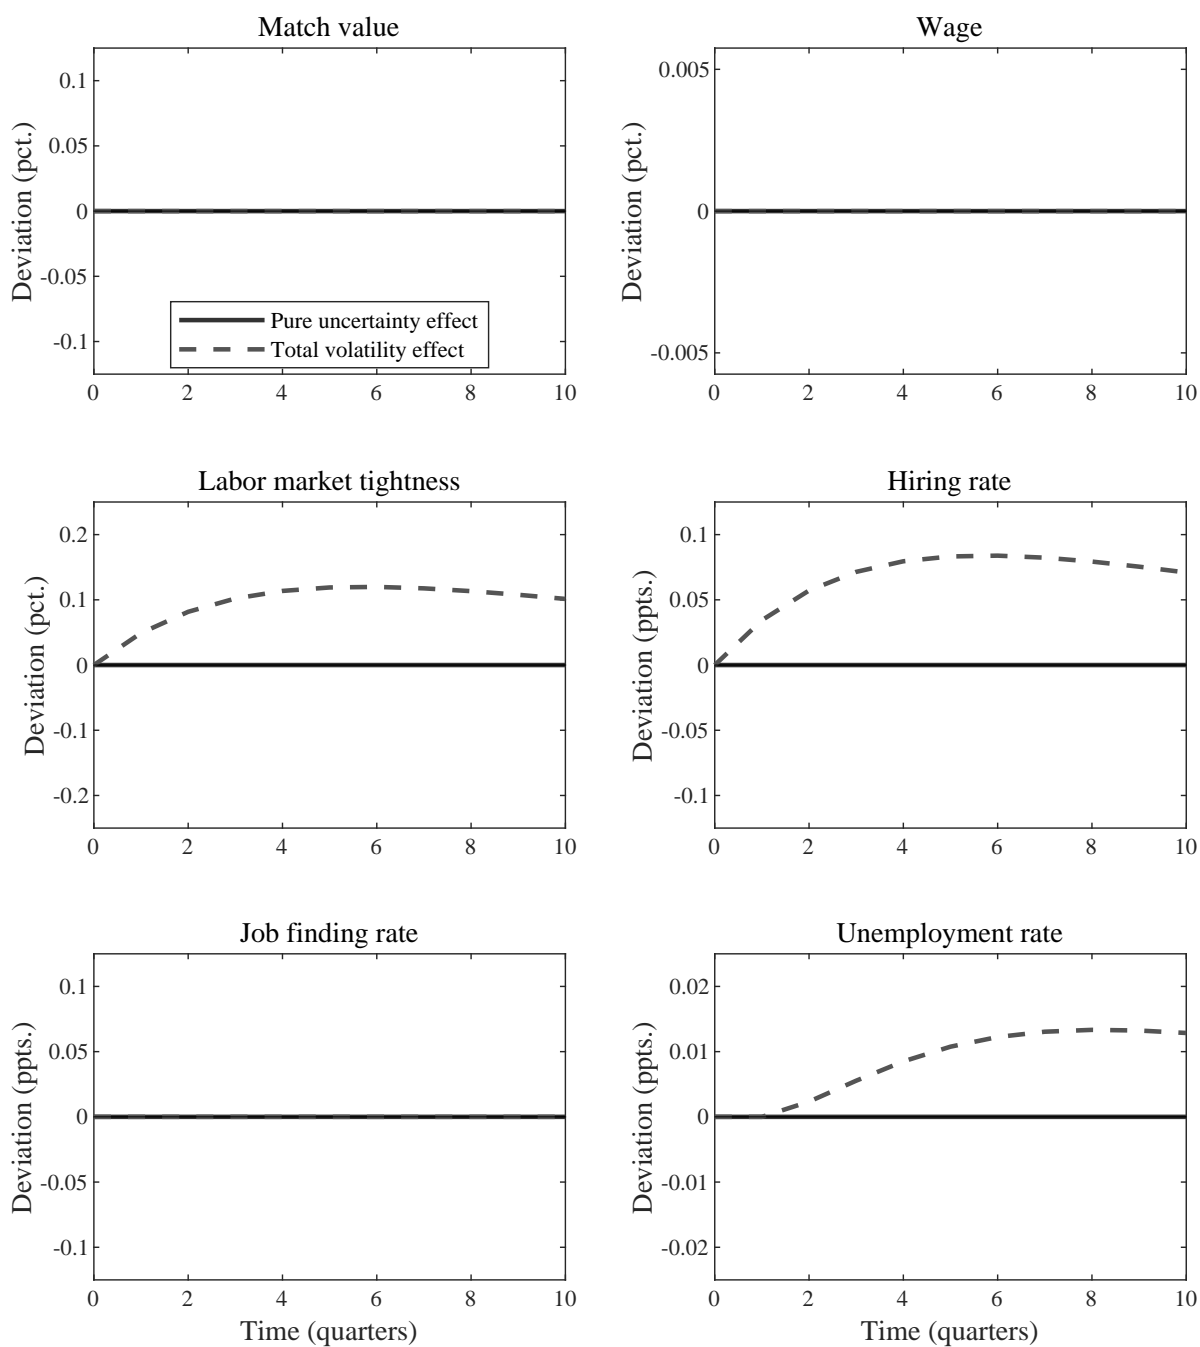 Match value
Deviation (pct.)
0.1
0.05
0
-0.05
-0.1
Pure uncertainty effect
Total volatility effect
0 2 4 6 8 10
Wage
Deviation (pct.)
0.005
0
-0.005
0 2 4 6 8 10
Labor market tightness
Deviation (pct.)
0.2
0.1
0
-0.1
-0.2
0 2 4 6 8 10
Hiring rate
Deviation (ppts.)
0.1
0.05
0
-0.05
-0.1
0 2 4 6 8 10
Job finding rate
Deviation (ppts.)
0.1
0.05
0
-0.05
-0.1
0 2 4 6 8 10
Time (quarters)
Unemployment rate
Deviation (ppts.)
0.02
0.01
0
-0.01
-0.02
0 2 4 6 8 10
Time (quarters)